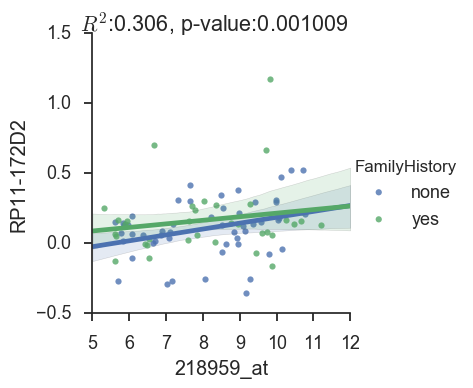 R²:0.306, p-value:0.001009
1.5
1.0
0.5
0.0
−0.5
RP11-172D2
5 6 7 8 9 10 11 12
218959_at
FamilyHistory
none
yes